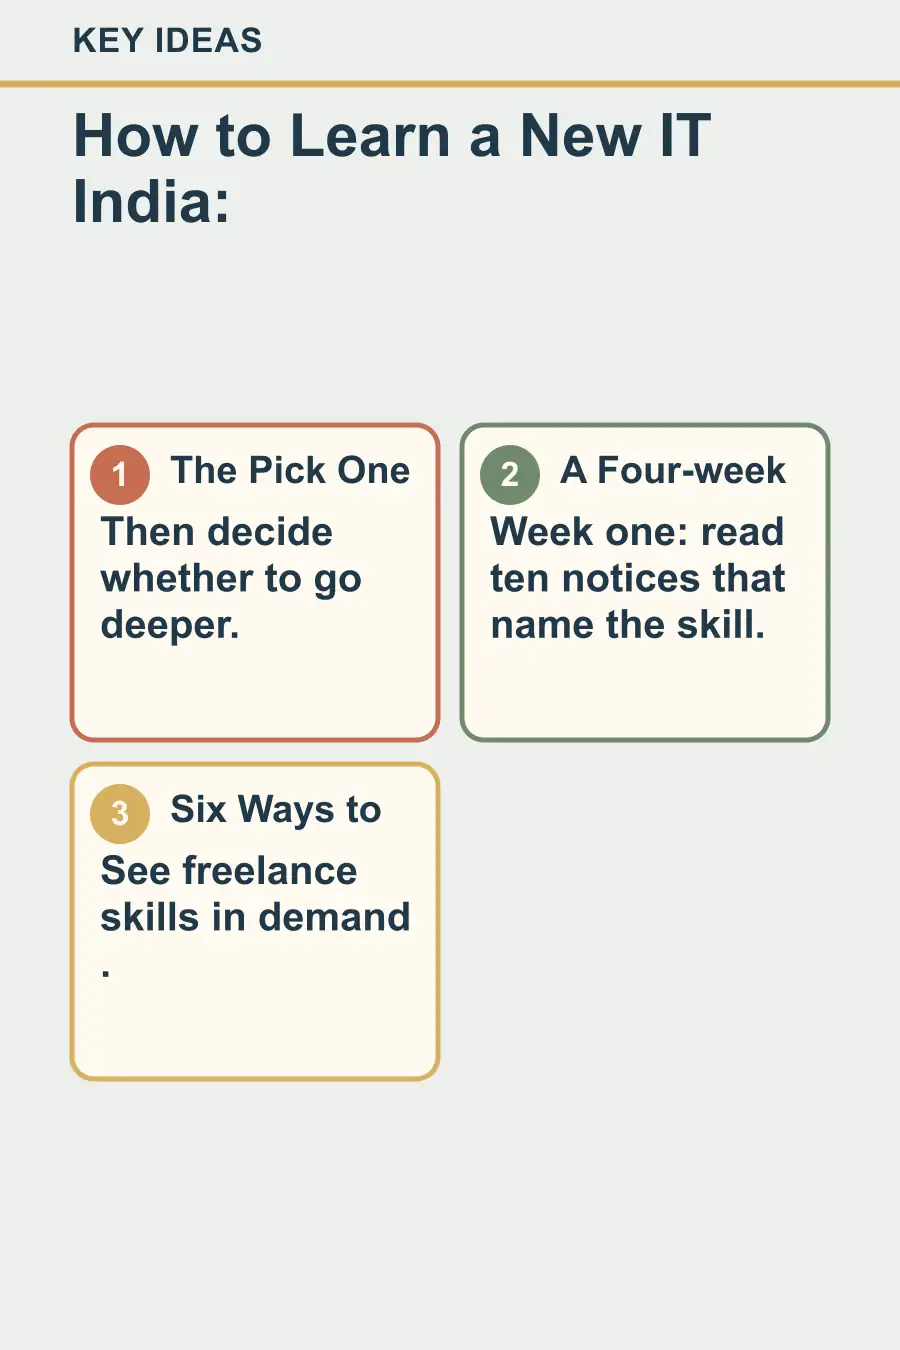 KEY IDEAS
How to Learn a New IT
India:
1 The Pick One
Then decide
whether to go
deeper.
2 A Four-week
Week one: read
ten notices that
name the skill.
3 Six Ways to
See freelance
skills in demand
.